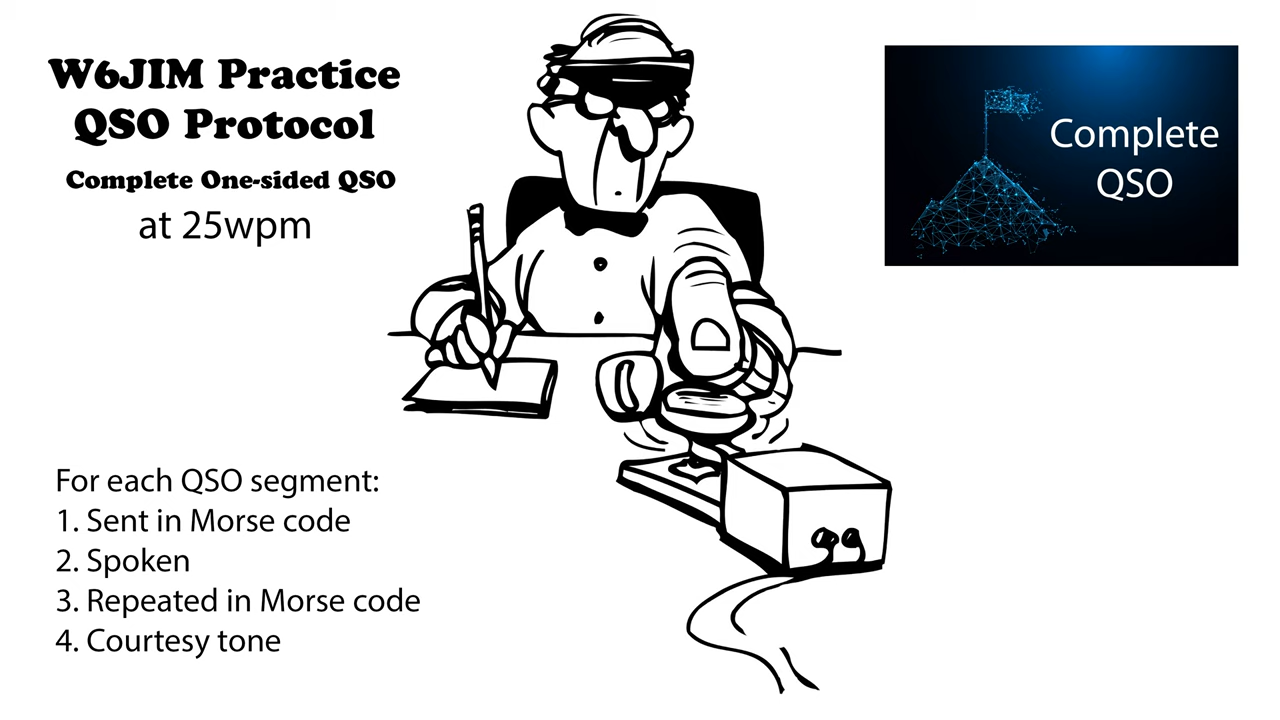 W6JIM Practice
QSO Protocol
Complete One-sided QSO
at 25wpm
Complete
QSO
For each QSO segment:
1. Sent in Morse code
2. Spoken
3. Repeated in Morse code
4. Courtesy tone